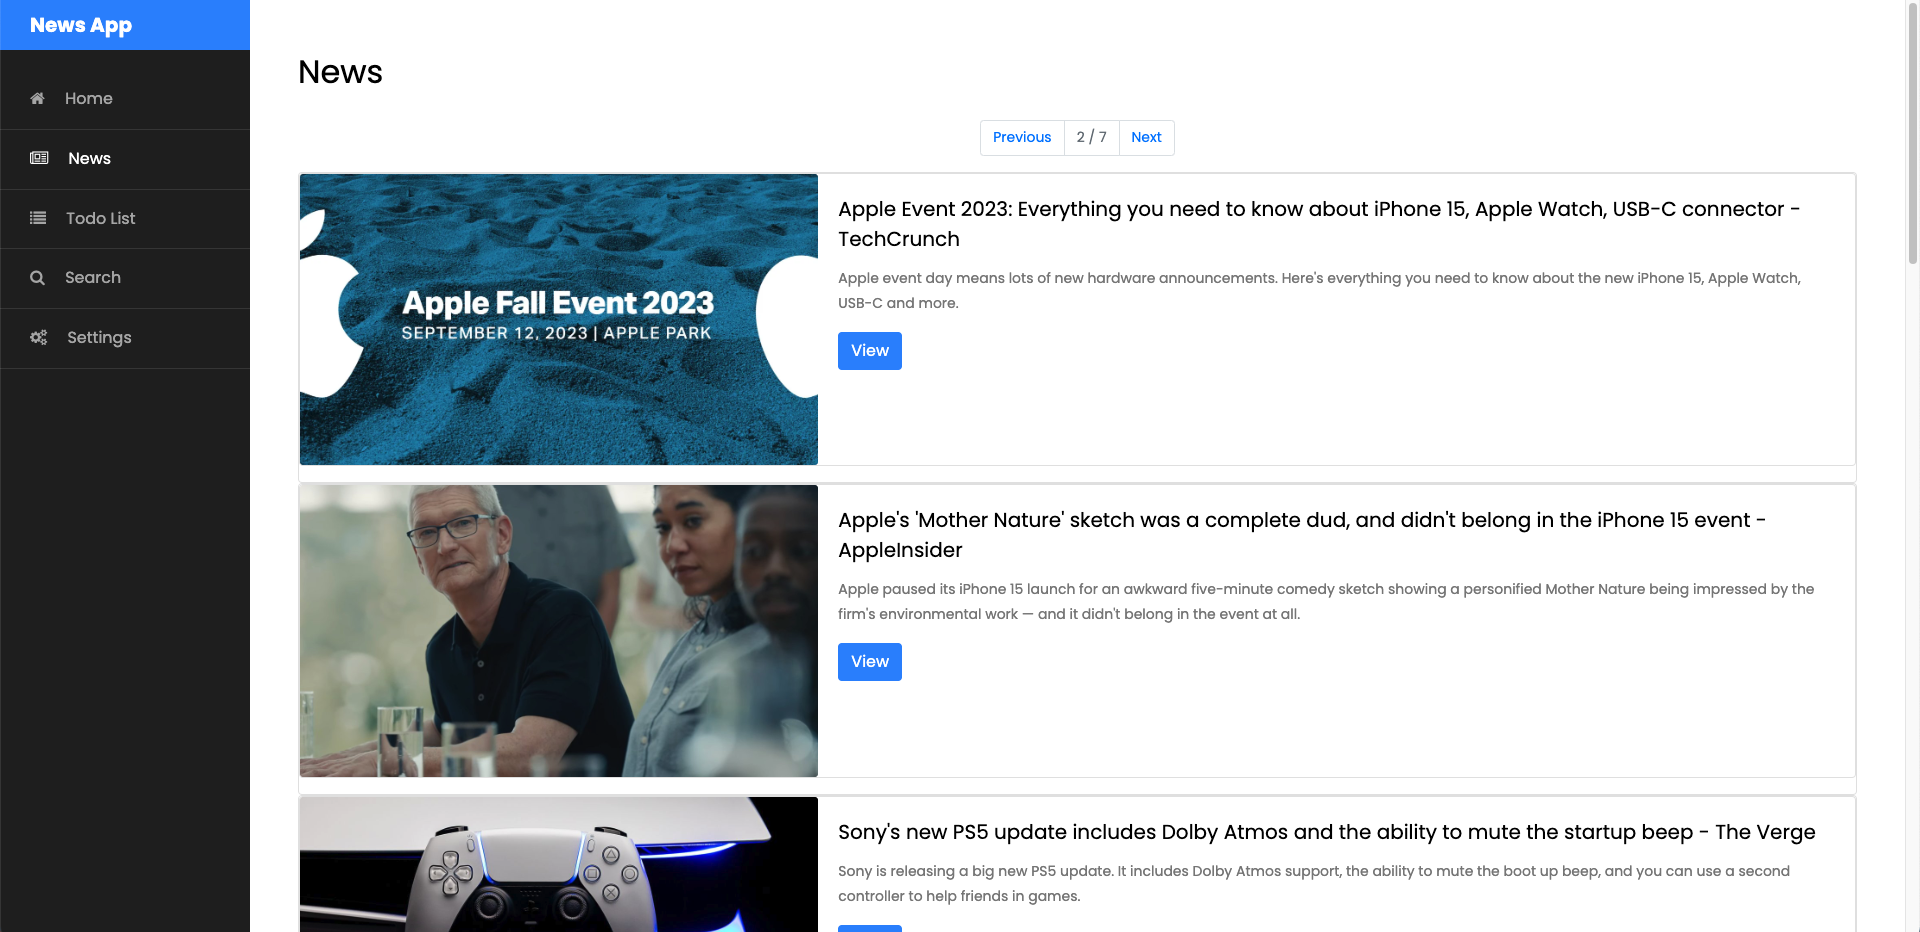 News App
Home
News
Todo List
Search
Settings
News
Previous
2 / 7
Next
Apple Fall Event 2023
SEPTEMBER 12, 2023 | APPLE PARK
Apple Event 2023: Everything you need to know about iPhone 15, Apple Watch, USB-C connector -
TechCrunch
Apple event day means lots of new hardware announcements. Here's everything you need to know about the new iPhone 15, Apple Watch,
USB-C and more.
View
Apple's 'Mother Nature' sketch was a complete dud, and didn't belong in the iPhone 15 event -
AppleInsider
Apple paused its iPhone 15 launch for an awkward five-minute comedy sketch showing a personified Mother Nature being impressed by the
firm's environmental work — and it didn't belong in the event at all.
View
Sony's new PS5 update includes Dolby Atmos and the ability to mute the startup beep - The Verge
Sony is releasing a big new PS5 update. It includes Dolby Atmos support, the ability to mute the boot up beep, and you can use a second
controller to help friends in games.